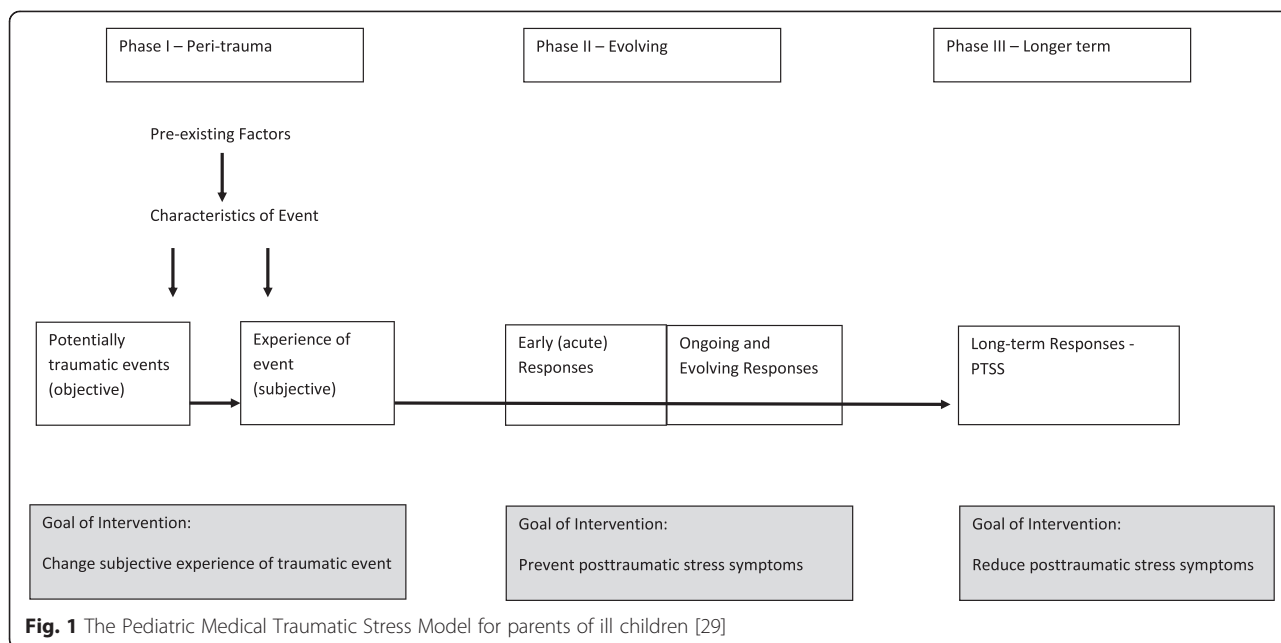 Phase I – Peri-trauma
Phase II – Evolving
Phase III – Longer term
Pre-existing Factors
Characteristics of Event
Potentially
traumatic events
(objective)
Experience of
event
(subjective)
Early (acute)
Responses
Ongoing and
Evolving Responses
Long-term Responses -
PTSS
Goal of Intervention:
Change subjective experience of traumatic event
Goal of Intervention:
Prevent posttraumatic stress symptoms
Goal of Intervention:
Reduce posttraumatic stress symptoms
Fig. 1 The Pediatric Medical Traumatic Stress Model for parents of ill children [29]